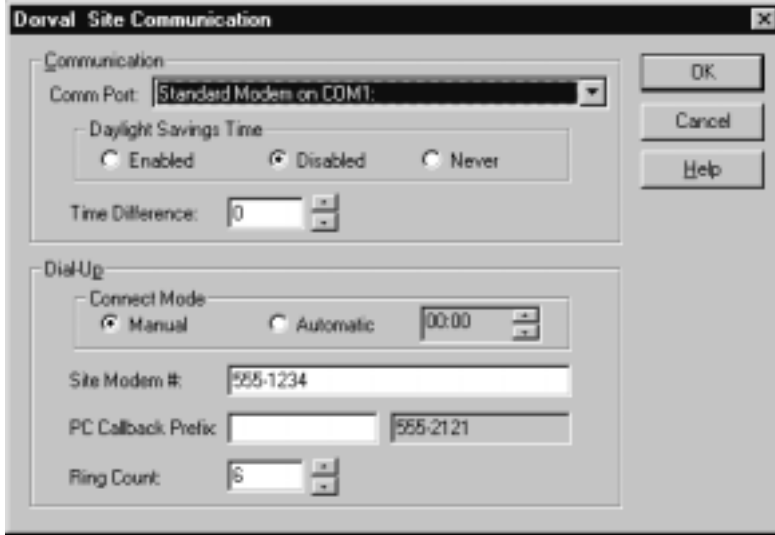 Dorval Site Communication
Communication
Comm Port: Standard Modem on COM1:
Daylight Savings Time
Enabled Disabled Never
Time Difference: 0
OK
Cancel
Help
Dial-Up
Connect Mode
Manual Automatic 00:00
Site Modem #: 555-1234
PC Callback Prefix: 555-2121
Ring Count: 6